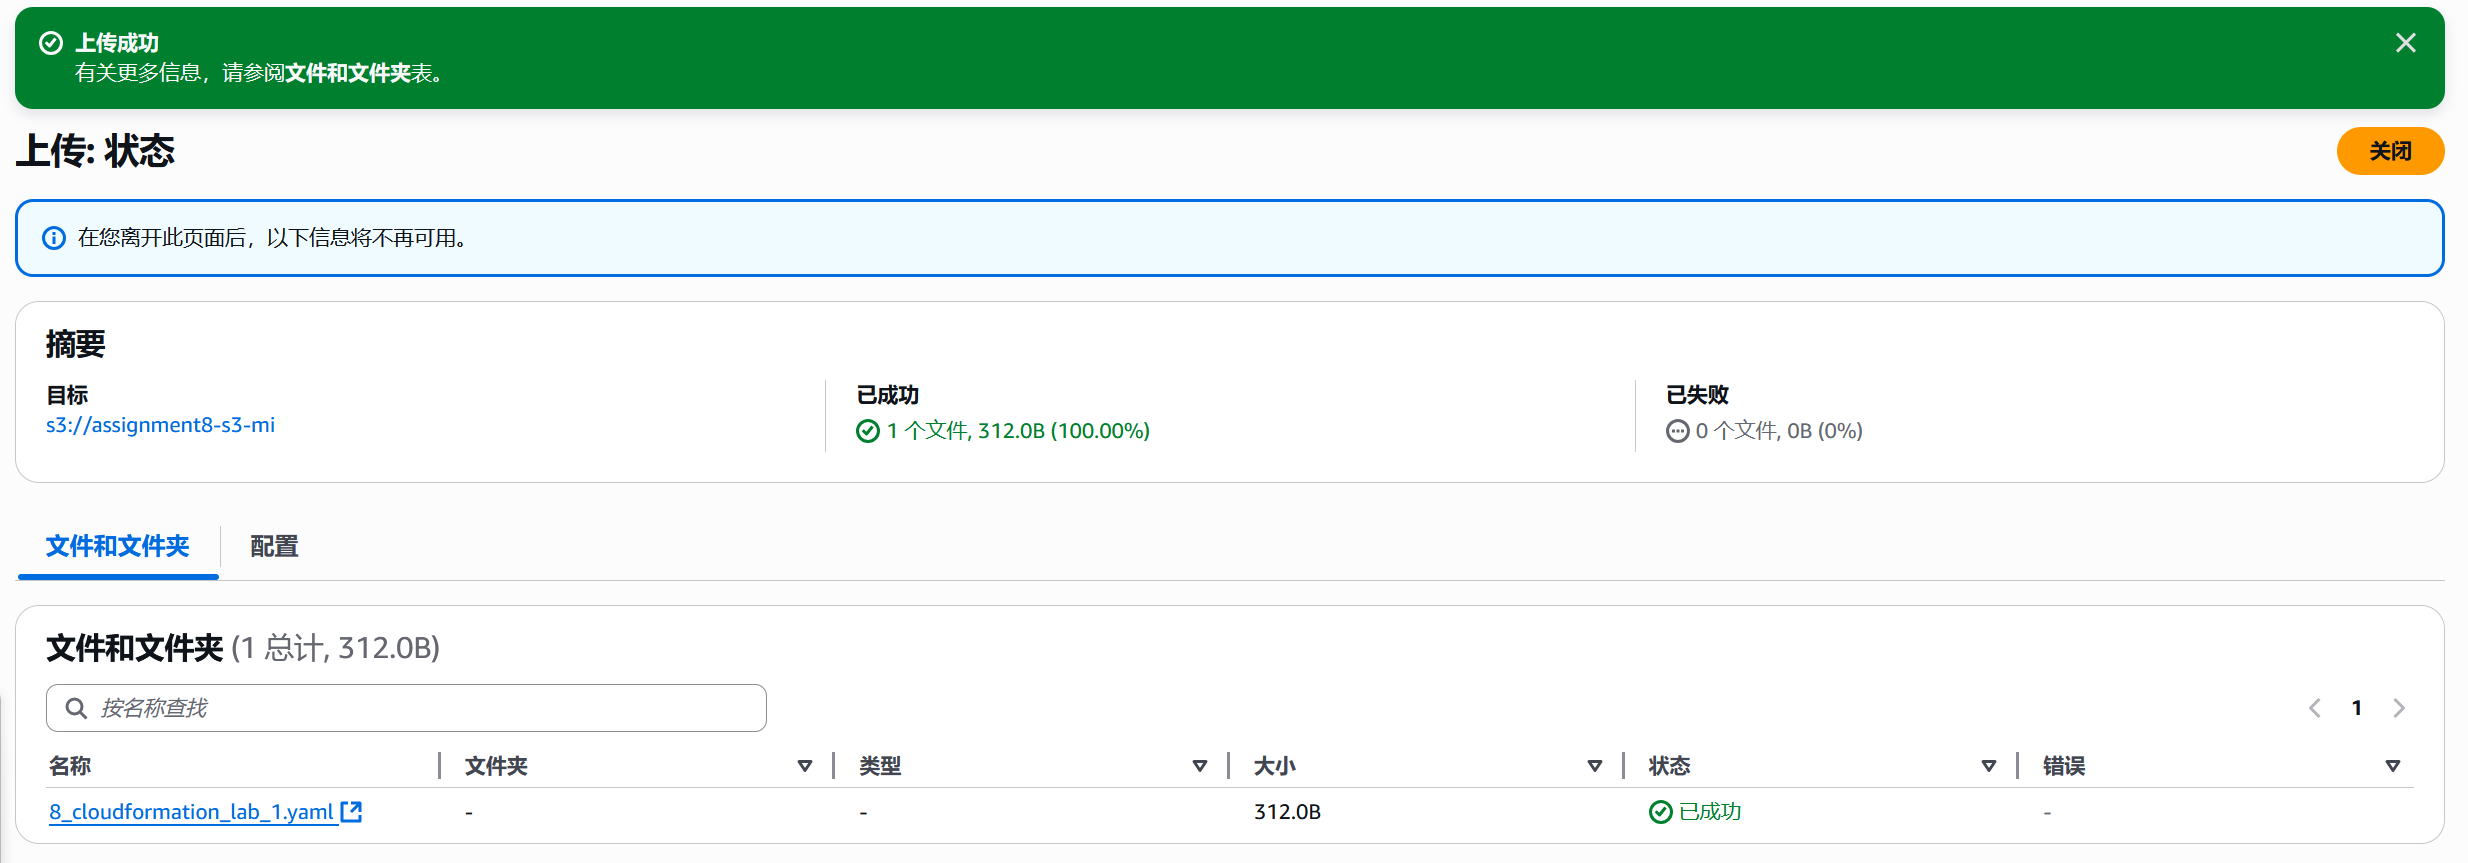 上传成功
有关更多信息，请参阅文件和文件夹表。
上传: 状态
关闭
在您离开此页面后，以下信息将不再可用。
摘要
目标
s3://assignment8-s3-mi
已成功
1 个文件, 312.0B (100.00%)
已失败
0 个文件, 0B (0%)
文件和文件夹
配置
文件和文件夹 (1 总计, 312.0B)
按名称查找
1
名称 文件夹 类型 大小 状态 错误
8_cloudformation_lab_1.yaml - - 312.0B 已成功 -